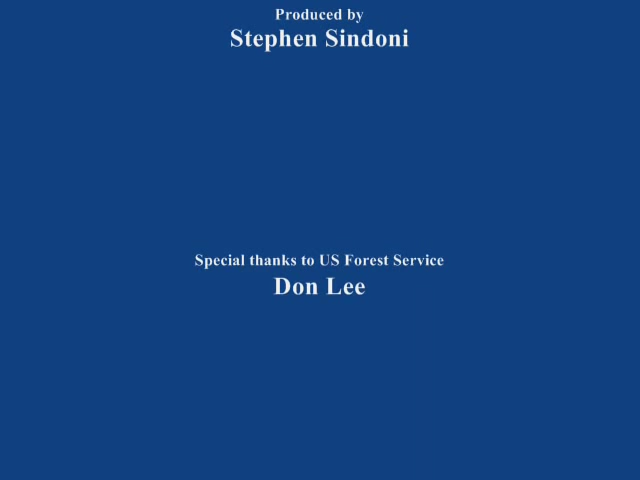 Produced by
Stephen Sindoni
Special thanks to US Forest Service
Don Lee